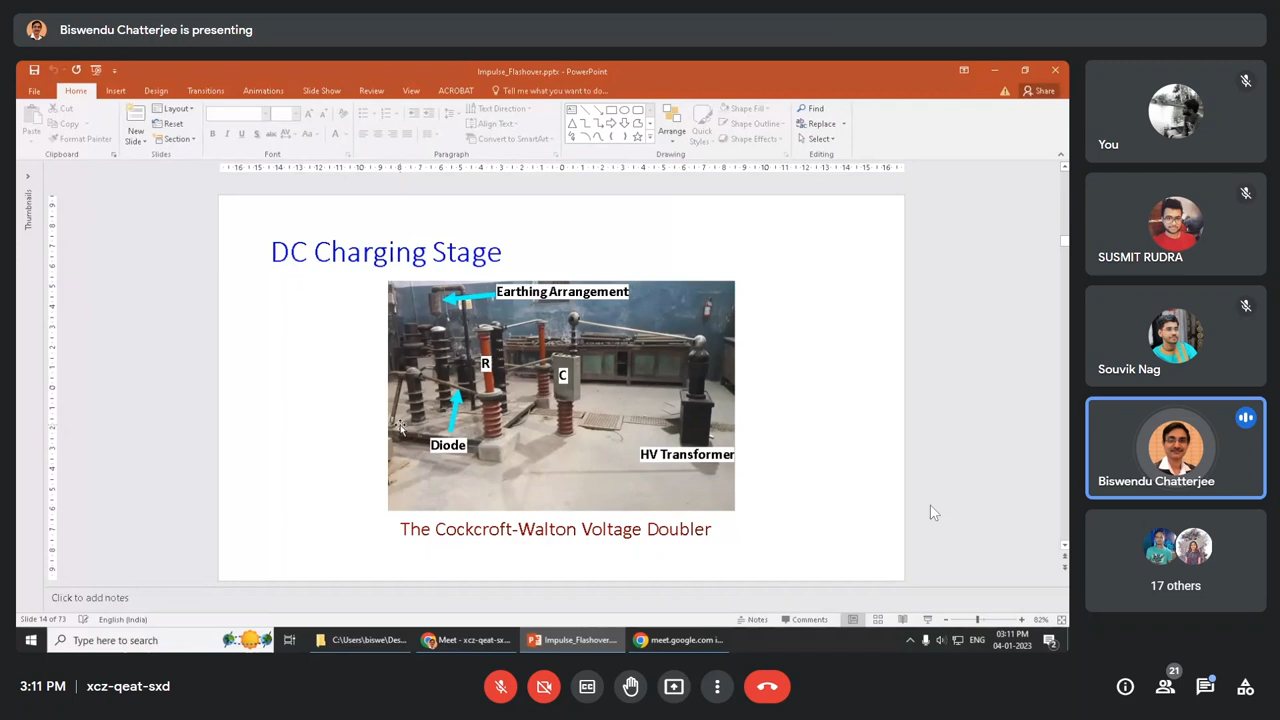 Biswendu Chatterjee is presenting
Impulse_Flashover.pptx - PowerPoint
File Home Insert Design Transitions Animations Slide Show Review View ACROBAT Tell me what you want to do... Share
Paste
Cut
Copy
Format Painter
Clipboard
New Slide
Layout
Reset
Section
Slides
Font
Text Direction
Align Text
Convert to SmartArt
Paragraph
Arrange
Quick Styles
Shape Fill
Shape Outline
Shape Effects
Drawing
Find
Replace
Select
Editing
Thumbnails
DC Charging Stage
Earthing Arrangement
R
C
Diode
HV Transformer
The Cockcroft-Walton Voltage Doubler
Click to add notes
Slide 14 of 73 English (India) Notes Comments 82%
Type here to search C:\Users\biswe\Des... Meet - xcz-qeat-sx... Impulse_Flashover.... meet.google.com i... ENG 03:11 PM
04-01-2023 2
You
SUSMIT RUDRA
Souvik Nag
Biswendu Chatterjee
17 others
3:11 PM xcz-qeat-sxd 21